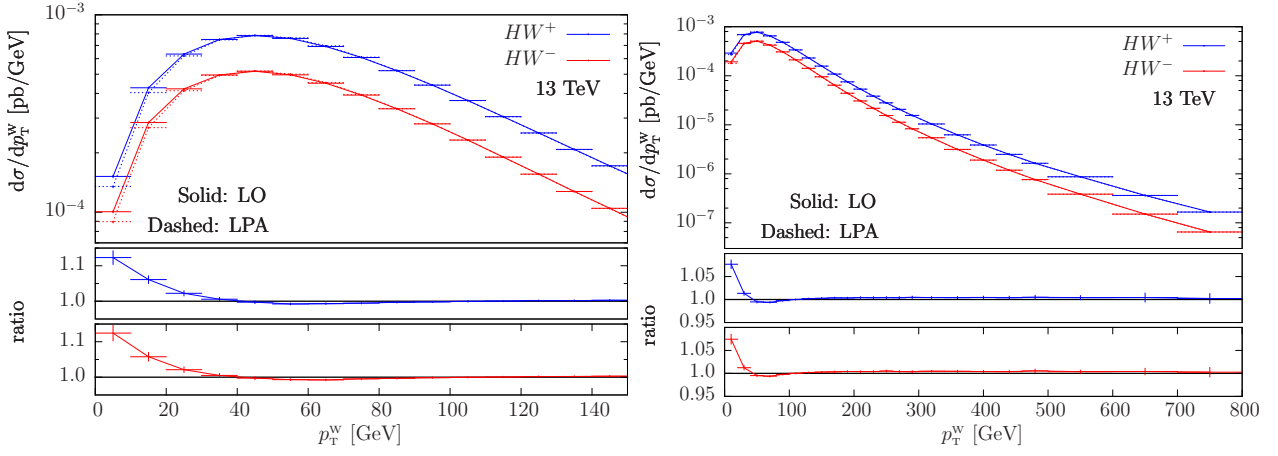 10⁻³
HW⁺
HW⁻
13 TeV
dσ/dp_T^W [pb/GeV]
Solid: LO
Dashed: LPA
10⁻⁴
1.1
1.0
ratio
1.1
1.0
0 20 40 60 80 100 120 140
p_T^W [GeV]
10⁻³
HW⁺
HW⁻
13 TeV
10⁻⁴
dσ/dp_T^W [pb/GeV]
10⁻⁵
10⁻⁶
Solid: LO
10⁻⁷
Dashed: LPA
1.05
1.0
0.95
ratio
1.05
1.0
0.95
0 100 200 300 400 500 600 700 800
p_T^W [GeV]